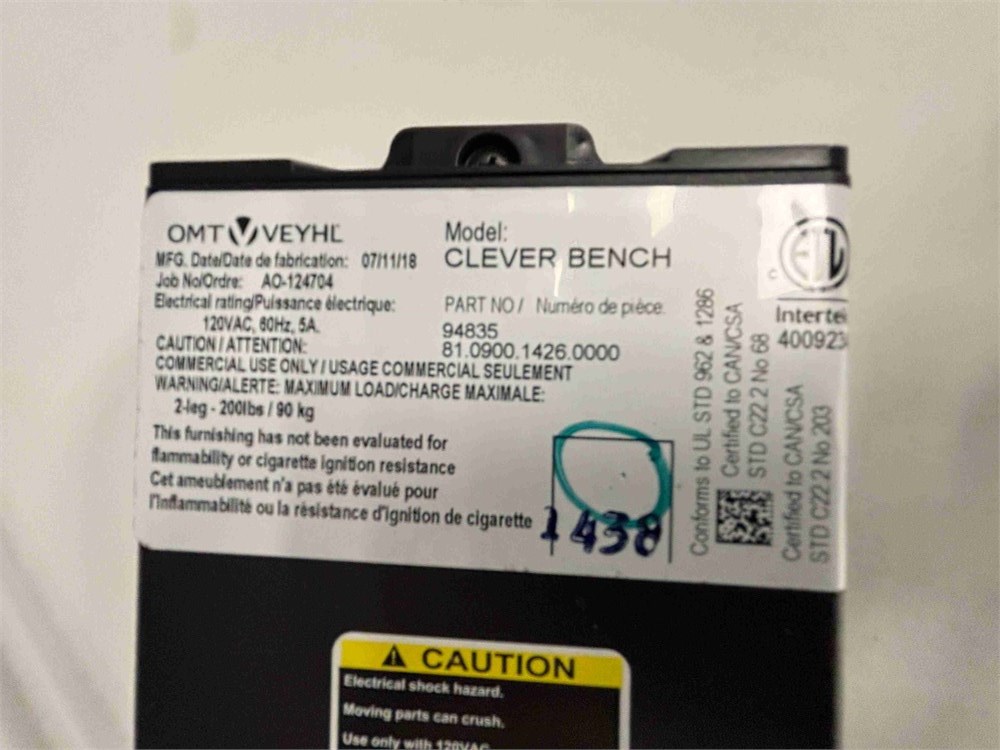 OMT VEYHL
MFG. Date/Date de fabrication: 07/11/18
Job No/Ordre: AO-124704
Electrical rating/Puissance électrique:
120VAC, 60Hz, 5A.
CAUTION / ATTENTION:
COMMERCIAL USE ONLY / USAGE COMMERCIAL SEULEMENT
WARNING/ALERTE: MAXIMUM LOAD/CHARGE MAXIMALE:
2-leg - 200lbs / 90 kg
This furnishing has not been evaluated for
flammability or cigarette ignition resistance
Cet ameublement n'a pas été évalué pour
l'inflammabilité ou la résistance d'ignition de cigarette
Model:
CLEVER BENCH
PART NO / Numéro de pièce.
94835
81.0900.1426.0000
1438
ETL
c
Intertek
400923
Conforms to UL STD 962 & 1286
Certified to CAN/CSA
STD C22.2 No 68
Certified to CAN/CSA
STD C22.2 No 203
CAUTION
Electrical shock hazard.
Moving parts can crush.
Use only with 120VAC